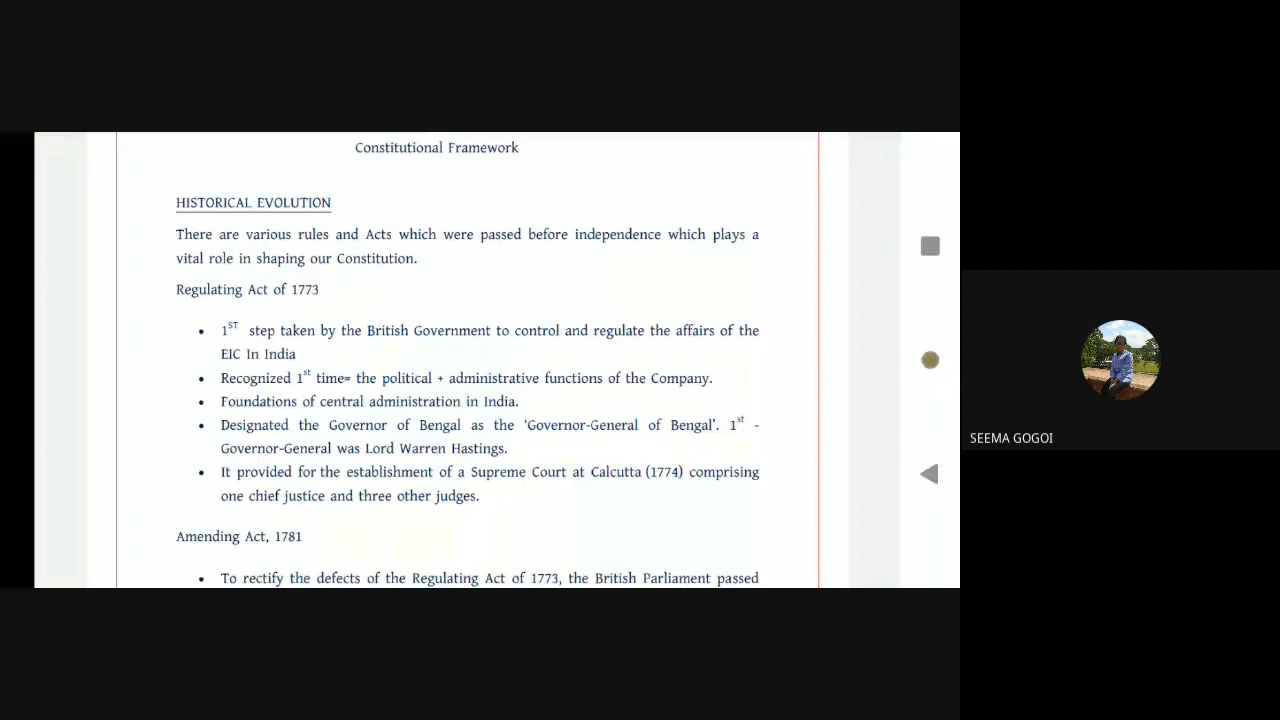 Constitutional Framework
HISTORICAL EVOLUTION
There are various rules and Acts which were passed before independence which plays a
vital role in shaping our Constitution.
Regulating Act of 1773
• 1ST step taken by the British Government to control and regulate the affairs of the
EIC In India
• Recognized 1st time= the political + administrative functions of the Company.
• Foundations of central administration in India.
• Designated the Governor of Bengal as the ‘Governor-General of Bengal’. 1st -
Governor-General was Lord Warren Hastings.
• It provided for the establishment of a Supreme Court at Calcutta (1774) comprising
one chief justice and three other judges.
Amending Act, 1781
• To rectify the defects of the Regulating Act of 1773, the British Parliament passed
SEEMA GOGOI